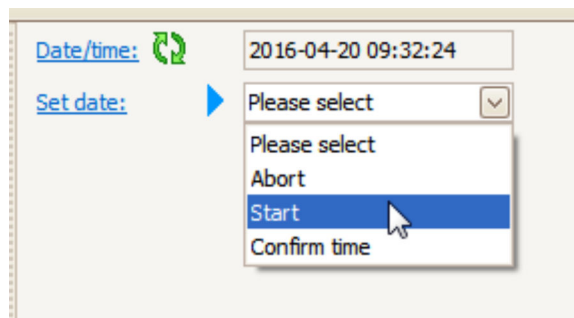 Date/time: 2016-04-20 09:32:24
Set date: Please select
Please select
Abort
Start
Confirm time